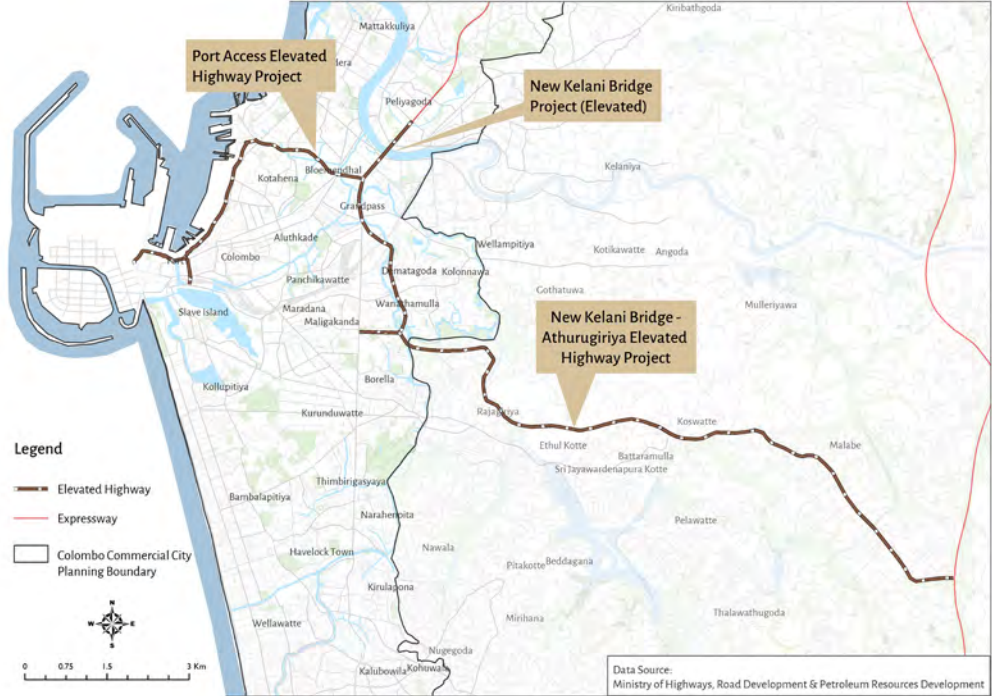 Kiribathgoda
Mattakkuliya
Port Access Elevated
Highway Project
dera
New Kelani Bridge
Project (Elevated)
Peliyagoda
Kelaniya
Bloemendhal
Kotahena
Grandpass
Aluthkade
Wellampitiya
Kotikawatte
Angoda
Colombo
Fort
Dematagoda
Kolonnawa
Panchikawatte
Gothatuwa
Mulleriyawa
Slave Island
Maradana
Wanathamulla
Maligakanda
New Kelani Bridge -
Athurugiriya Elevated
Highway Project
Borella
Kollupitiya
Kurunduwatte
Rajagiriya
Koswatte
Ethul Kotte
Malabe
Battaramulla
Sri Jayawardenapura Kotte
Legend
Elevated Highway
Expressway
Colombo Commercial City
Planning Boundary
Thimbirigasyaya
Bambalapitiya
Narahenpita
Pelawatte
Havelock Town
Nawala
Beddagana
Pitakotte
Kirulapona
Thalawathugoda
Mirihana
Wellawatte
Nugegoda
Kalubowila
Kohuwala
N
W
E
S
0 0.75 1.5 3 Km
Data Source:
Ministry of Highways, Road Development & Petroleum Resources Development